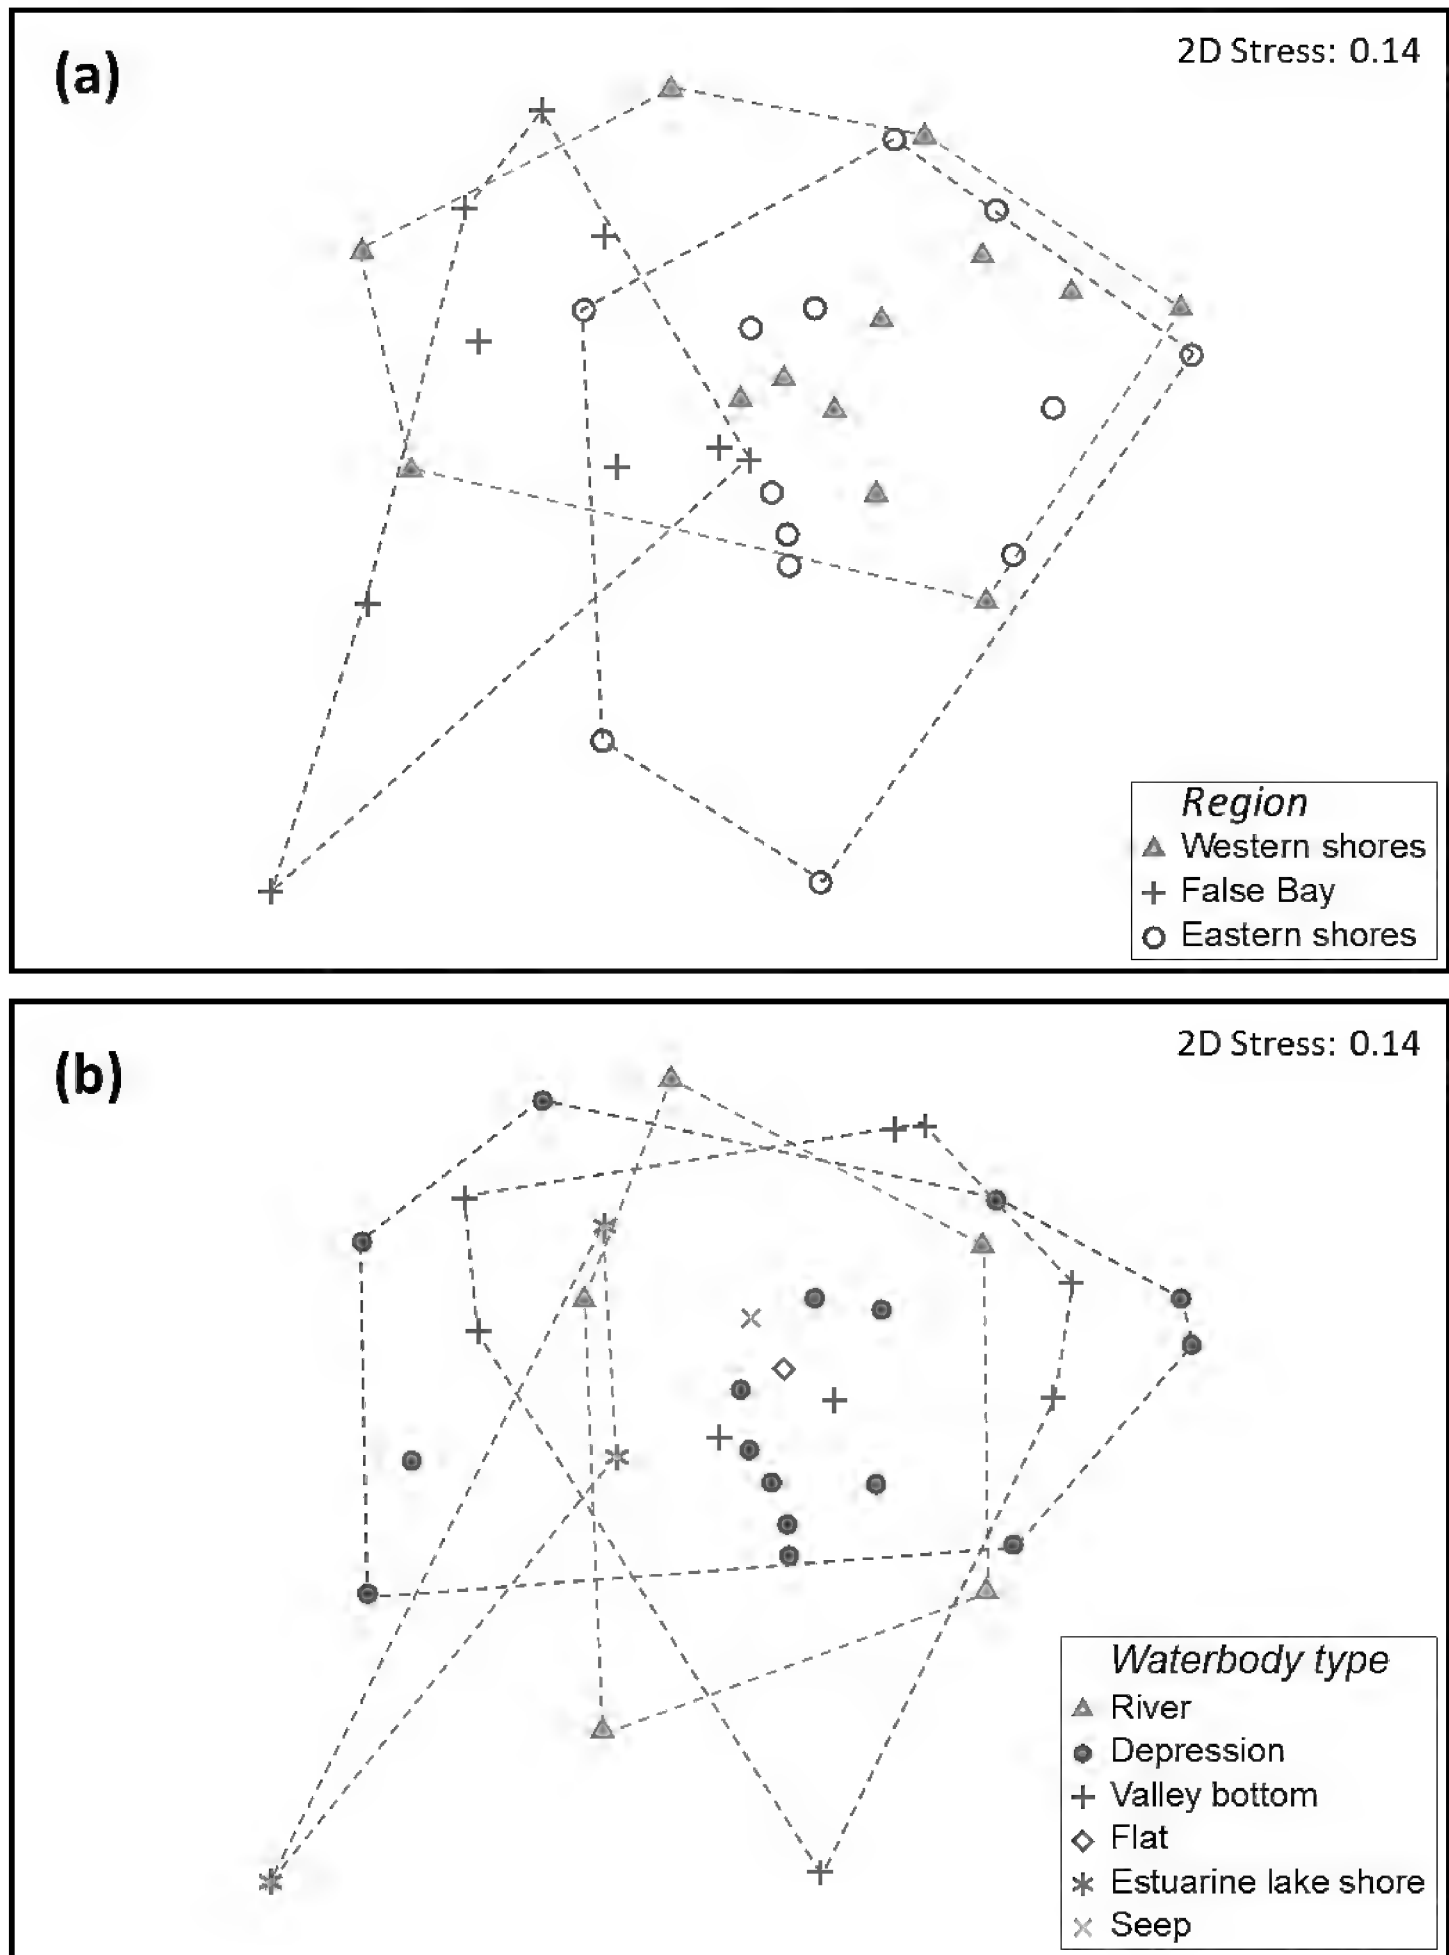 (a)
2D Stress: 0.14
Region
Western shores
False Bay
Eastern shores
(b)
2D Stress: 0.14
Waterbody type
River
Depression
Valley bottom
Flat
Estuarine lake shore
Seep